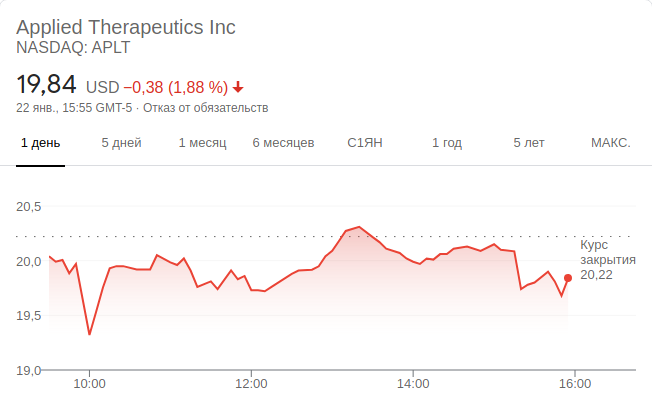 Applied Therapeutics Inc
NASDAQ: APLT
19,84 USD −0,38 (1,88 %)
22 янв., 15:55 GMT-5 · Отказ от обязательств
1 день 5 дней 1 месяц 6 месяцев С1ЯН 1 год 5 лет МАКС.
20,5
Курс
закрытия
20,22
20,0
19,5
19,0
10:00 12:00 14:00 16:00